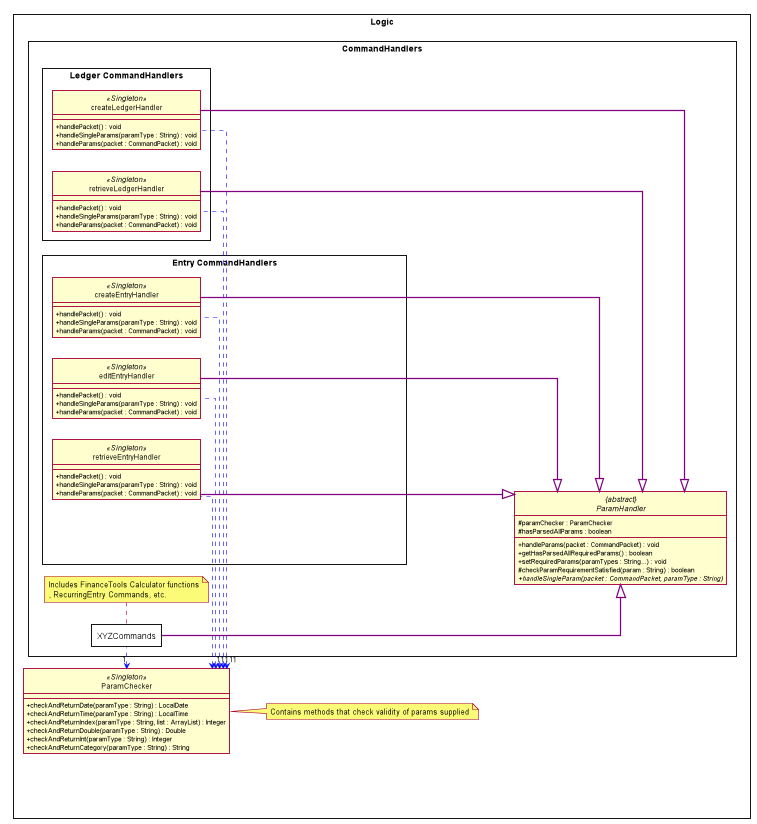 Logic
CommandHandlers
Ledger CommandHandlers
«Singleton»
createLedgerHandler
+handlePacket() : void
+handleSingleParams(paramType : String) : void
+handleParams(packet : CommandPacket) : void
«Singleton»
retrieveLedgerHandler
+handlePacket() : void
+handleSingleParams(paramType : String) : void
+handleParams(packet : CommandPacket) : void
Entry CommandHandlers
«Singleton»
createEntryHandler
+handlePacket() : void
+handleSingleParams(paramType : String) : void
+handleParams(packet : CommandPacket) : void
«Singleton»
editEntryHandler
+handlePacket() : void
+handleSingleParams(paramType : String) : void
+handleParams(packet : CommandPacket) : void
«Singleton»
retrieveEntryHandler
+handlePacket() : void
+handleSingleParams(paramType : String) : void
+handleParams(packet : CommandPacket) : void
{abstract}
ParamHandler
#paramChecker : ParamChecker
#hasParsedAllParams : boolean
+handleParams(packet : CommandPacket) : void
+getHasParsedAllRequiredParams() : boolean
+setRequiredParams(paramTypes : String...) : void
#checkParamRequirementSatisfied(param : String) : boolean
+handleSingleParam(packet : CommandPacket, paramType : String)
Includes FinanceTools Calculator functions
, RecurringEntry Commands, etc.
XYZCommands
«Singleton»
ParamChecker
+checkAndReturnDate(paramType : String) : LocalDate
+checkAndReturnTime(paramType : String) : LocalTime
+checkAndReturnIndex(paramType : String, list : ArrayList) : Integer
+checkAndReturnDouble(paramType : String) : Double
+checkAndReturnInt(paramType : String) : Integer
+checkAndReturnCategory(paramType : String) : String
Contains methods that check validity of params supplied